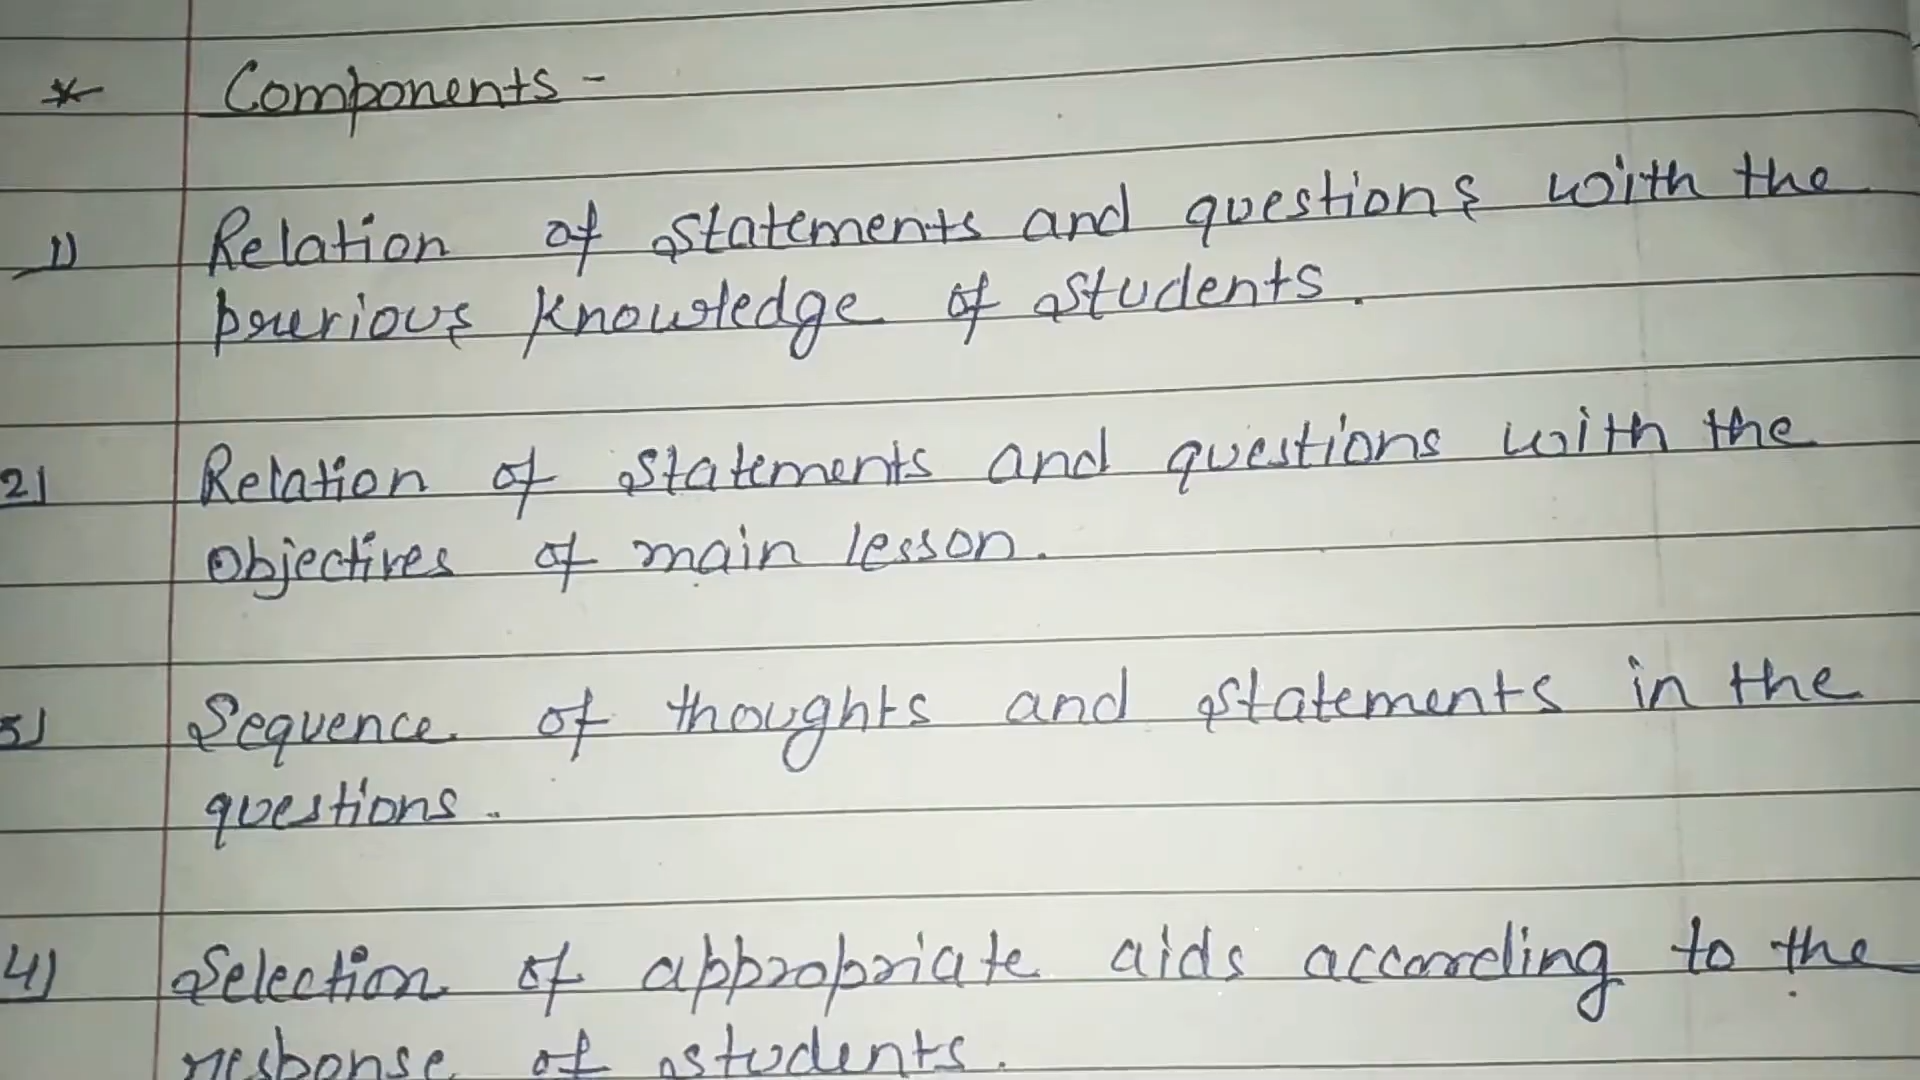 * Components -
1) Relation of statements and questions with the
previous knowledge of students.
2) Relation of statements and questions with the
objectives of main lesson.
3) Sequence of thoughts and statements in the
questions.
4) Selection of appropriate aids according to the
response of students.